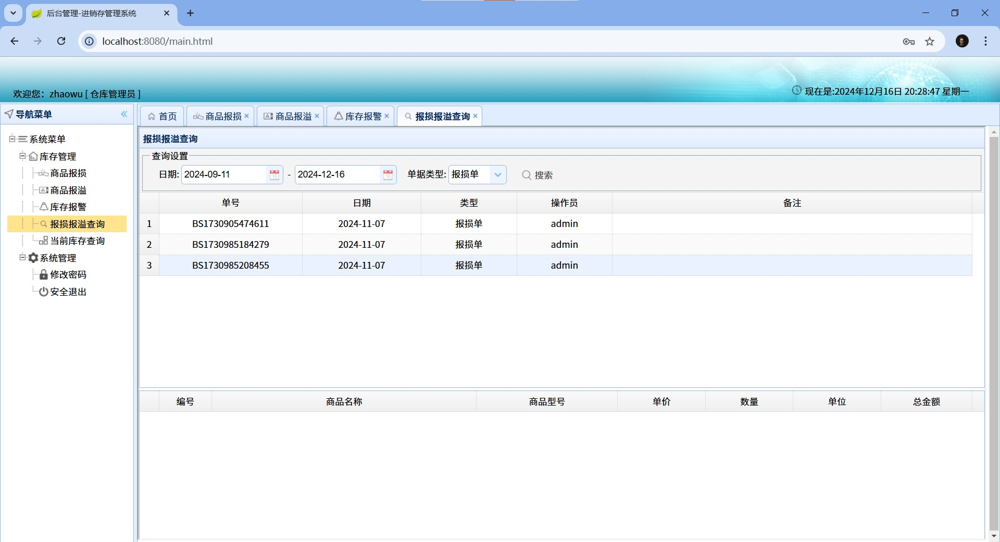 后台管理-进销存管理系统
localhost:8080/main.html
欢迎您：zhaowu [ 仓库管理员 ]
现在是:2024年12月16日 20:28:47 星期一
导航菜单
首页
商品报损
商品报溢
库存报警
报损报溢查询
系统菜单
库存管理
商品报损
商品报溢
库存报警
报损报溢查询
当前库存查询
系统管理
修改密码
安全退出
报损报溢查询
查询设置
日期: 2024-09-11 - 2024-12-16 单据类型: 报损单 搜索
单号 日期 类型 操作员 备注
1 BS1730905474611 2024-11-07 报损单 admin
2 BS1730985184279 2024-11-07 报损单 admin
3 BS1730985208455 2024-11-07 报损单 admin
编号 商品名称 商品型号 单价 数量 单位 总金额